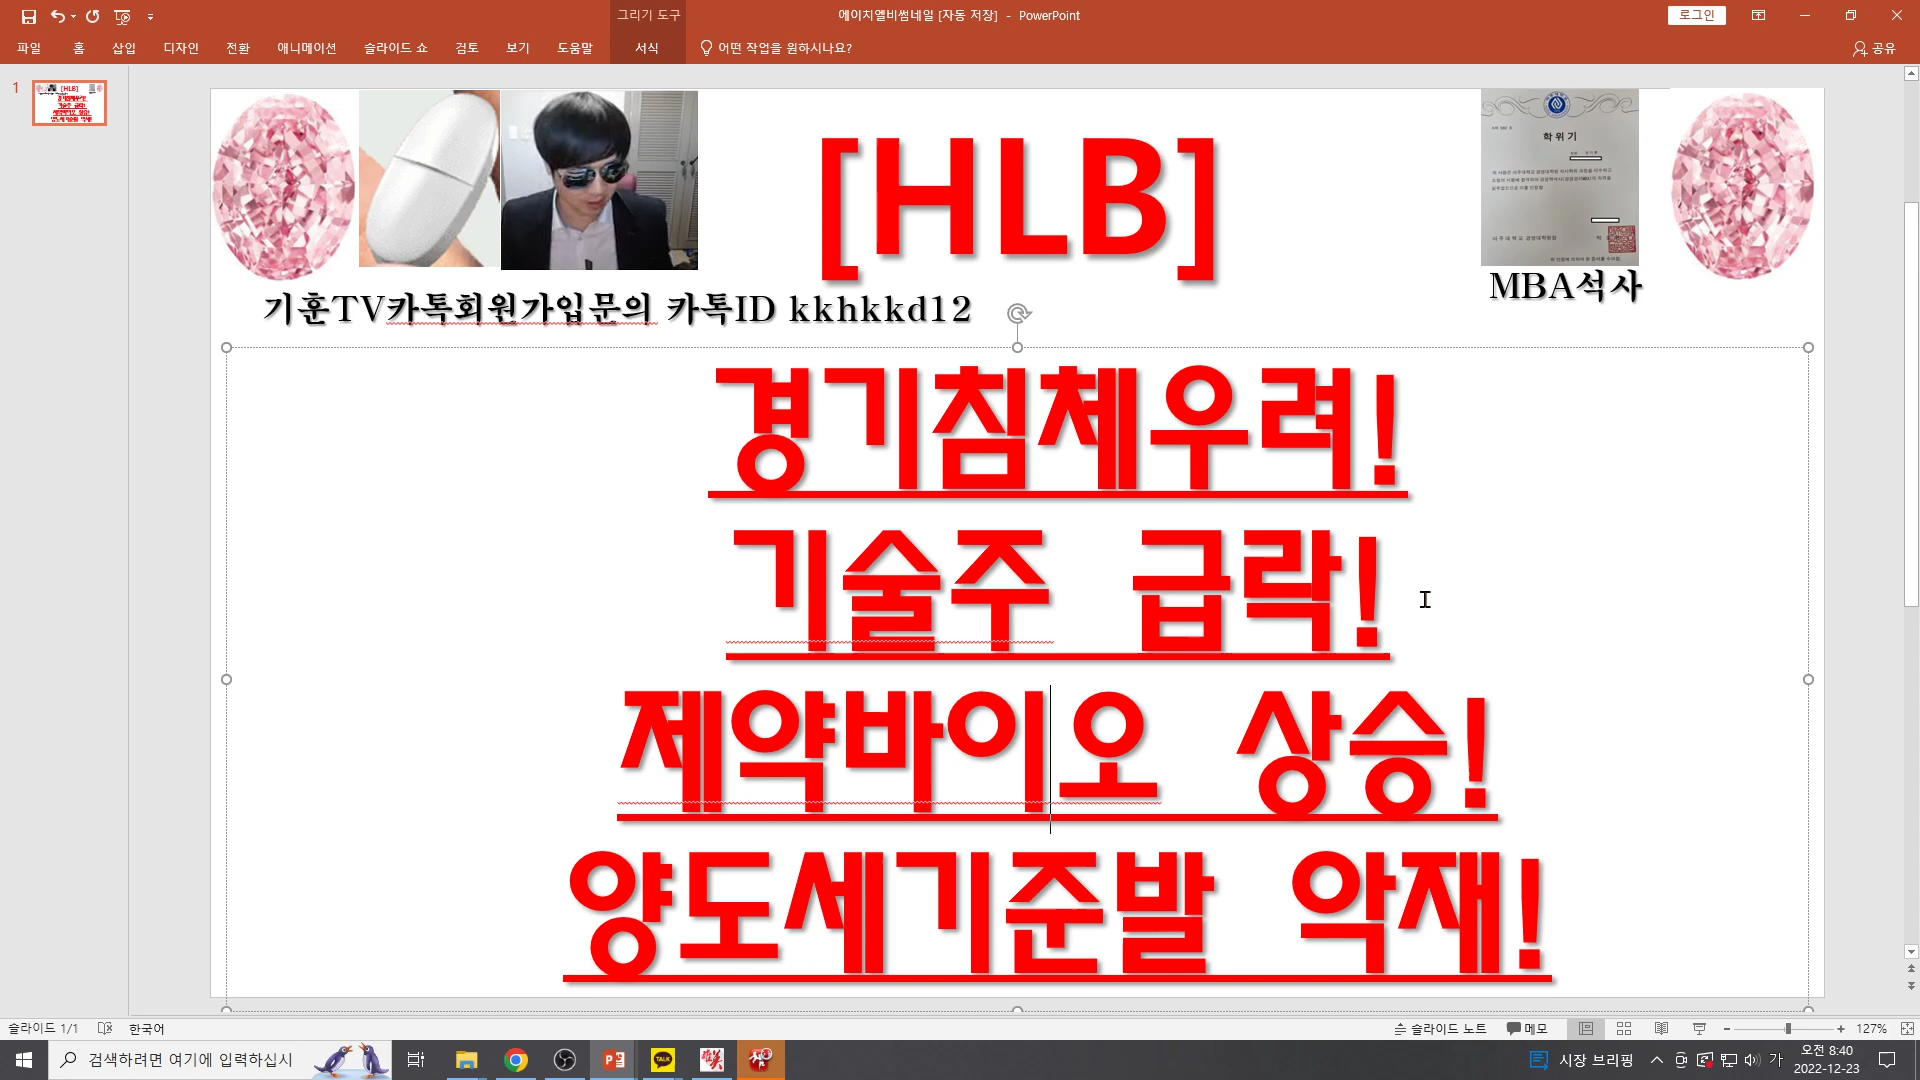 그리기 도구
에이치엘비썸네일 [자동 저장] - PowerPoint
로그인
파일 홈 삽입 디자인 전환 애니메이션 슬라이드 쇼 검토 보기 도움말 서식 어떤 작업을 원하시나요? 공유
1
[HLB]
학 위 기
MBA석사
기훈TV카톡회원가입문의 카톡ID kkhkkd12
경기침체우려!
기술주 급락!
제약바이오 상승!
양도세기준발 악재!
슬라이드 1/1 한국어 슬라이드 노트 메모 127%
검색하려면 여기에 입력하십시
TALK
시장 브리핑
가
오전 8:40
2022-12-23